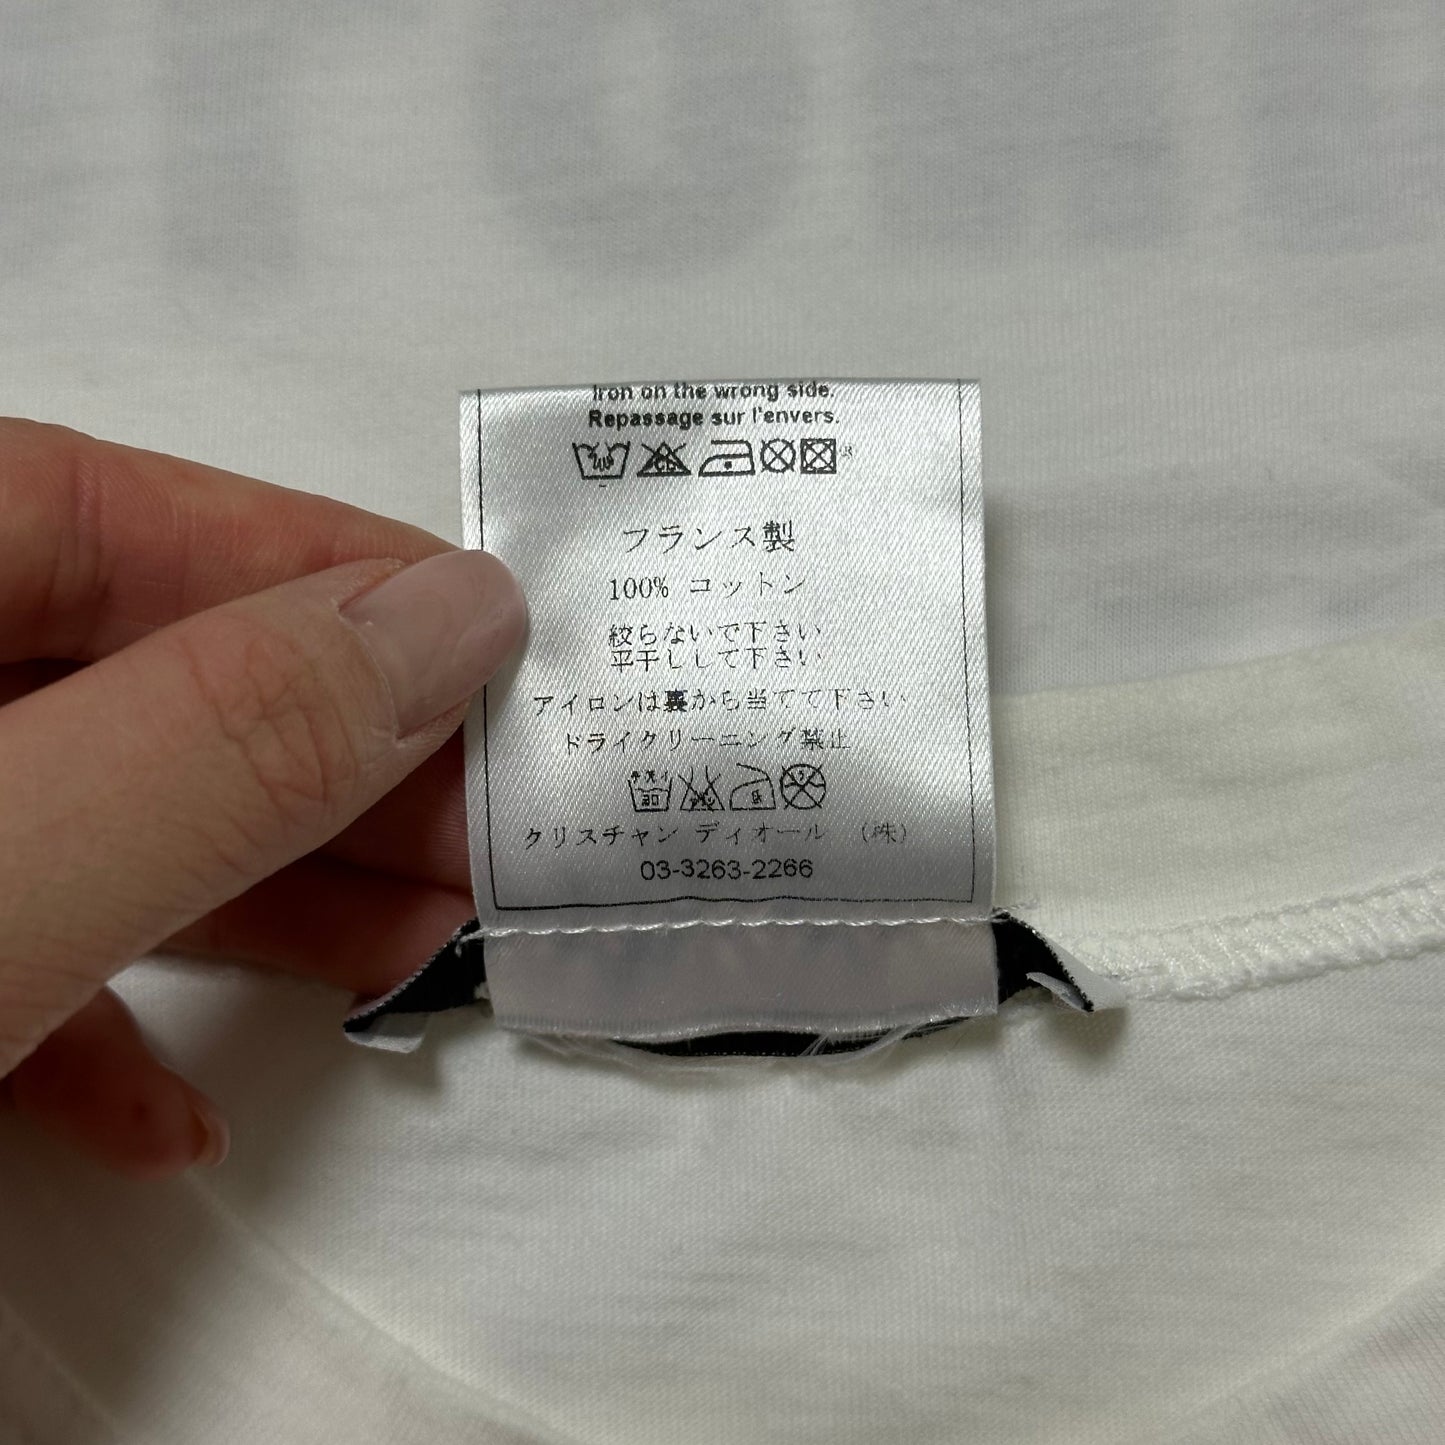 Iron on the wrong side.
Repassage sur l'envers.
CL
フランス製
100% コットン
絞らないで下さい
平干しして下さい
アイロンは裏から当てて下さい
ドライクリーニング禁止
クリスチャン ディオール (株)
03-3263-2266